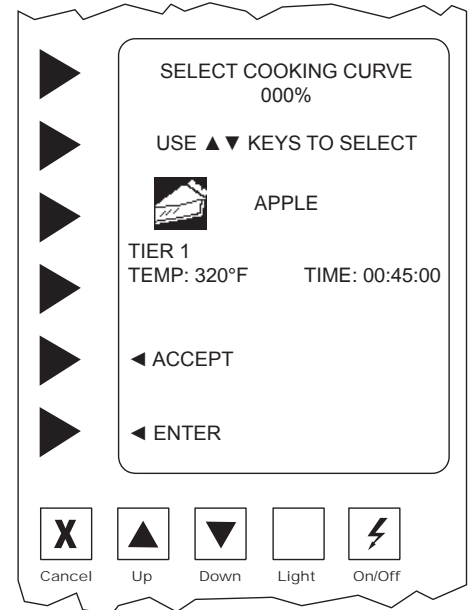 SELECT COOKING CURVE
000%
USE ▲▼ KEYS TO SELECT
APPLE
TIER 1
TEMP: 320°F TIME: 00:45:00
◄ ACCEPT
◄ ENTER
X
Cancel Up Down Light On/Off